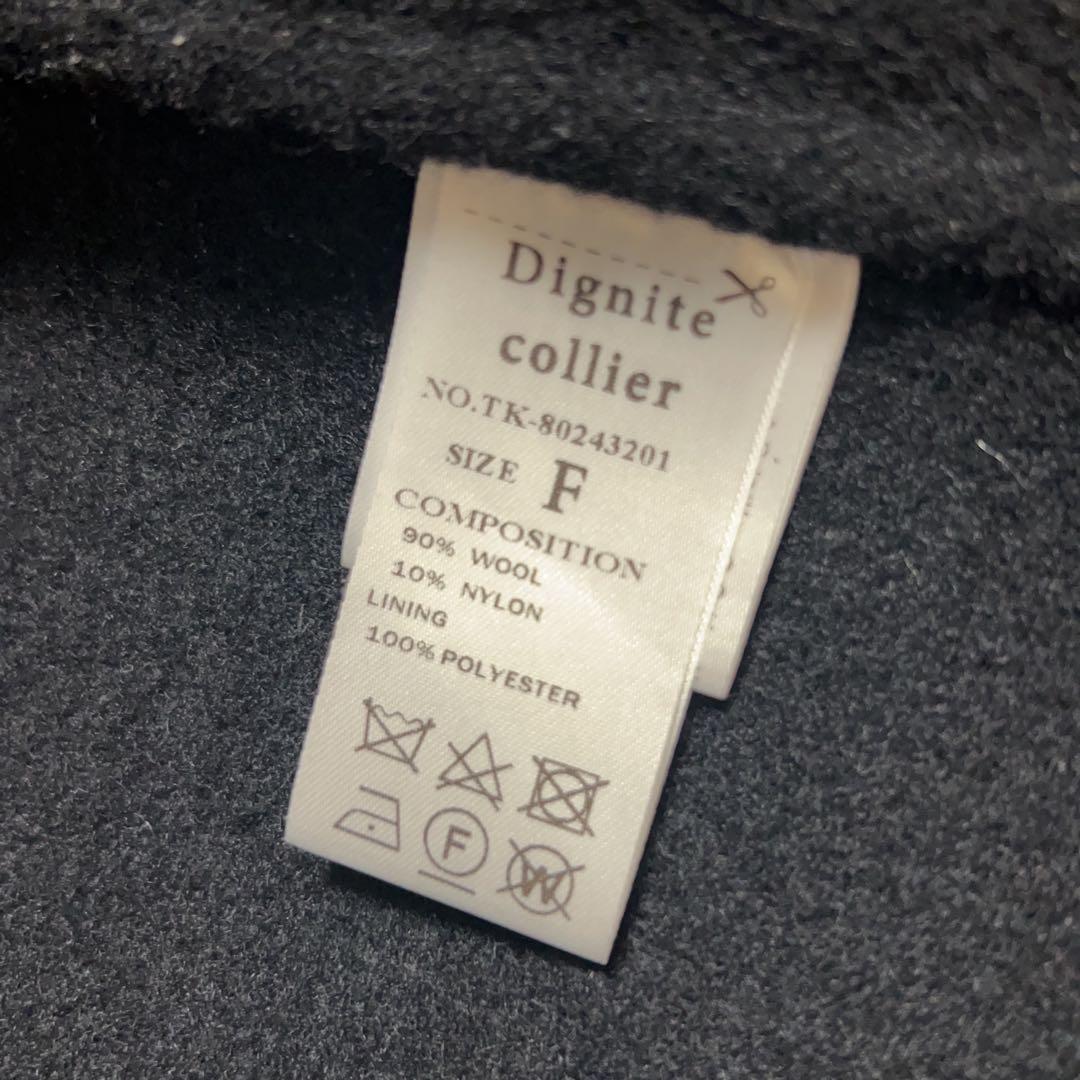 Dignite
collier
NO.TK-80243201
SIZE F
COMPOSITION
90% WOOL
10% NYLON
LINING
100% POLYESTER
F
W